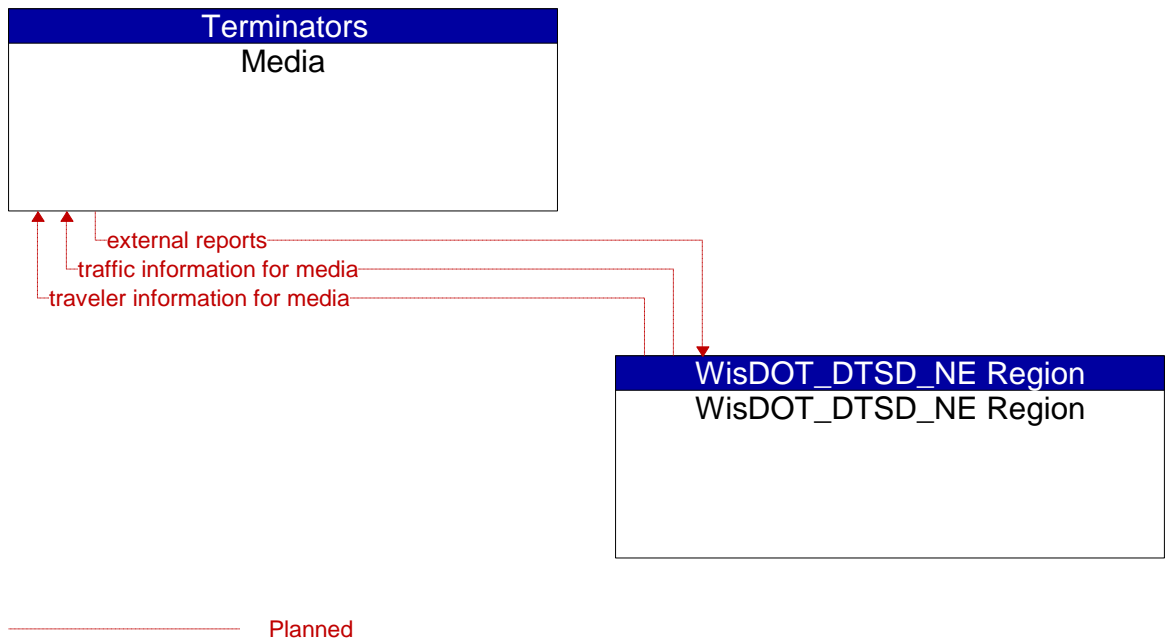 Terminators
Media
external reports
traffic information for media
traveler information for media
WisDOT_DTSD_NE Region
WisDOT_DTSD_NE Region
Planned